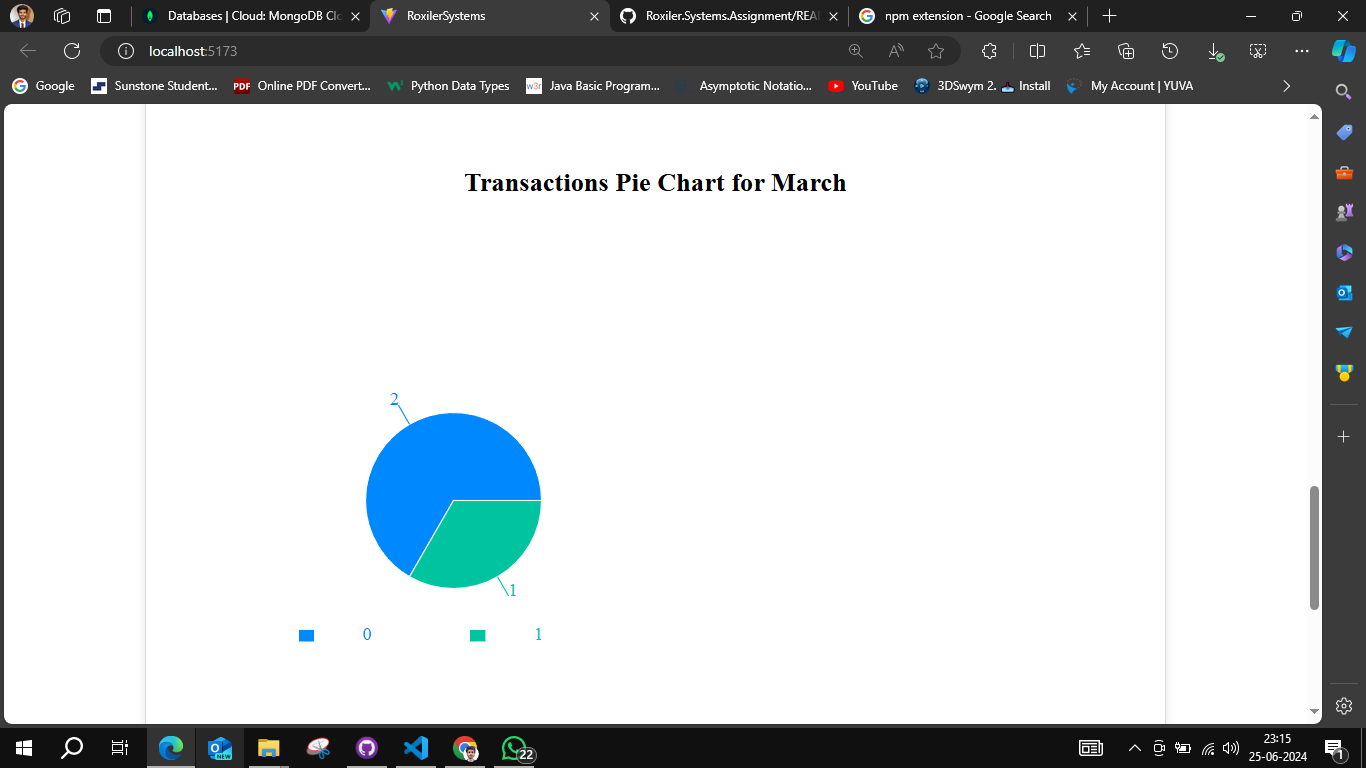 Databases | Cloud: MongoDB Clo
RoxilerSystems
Roxiler.Systems.Assignment/REA
npm extension - Google Search
localhost:5173
Google
Sunstone Student...
PDF
Online PDF Convert...
Python Data Types
w3r
Java Basic Program...
Asymptotic Notatio...
YouTube
3DSwym 2.
Install
My Account | YUVA
Transactions Pie Chart for March
2
1
0
1
NEW
22
23:15
25-06-2024
1